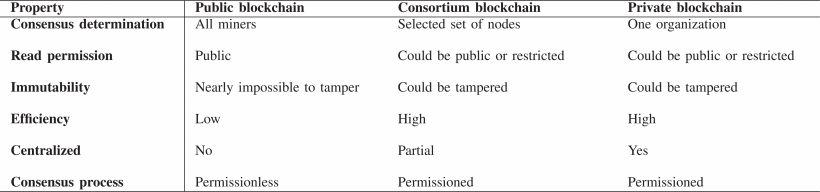 Property Public blockchain Consortium blockchain Private blockchain
Consensus determination All miners Selected set of nodes One organization
Read permission Public Could be public or restricted Could be public or restricted
Immutability Nearly impossible to tamper Could be tampered Could be tampered
Efficiency Low High High
Centralized No Partial Yes
Consensus process Permissionless Permissioned Permissioned